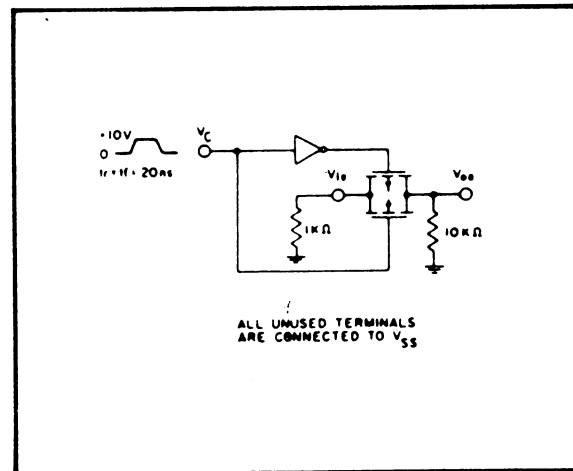 +10V
0
tr = tf = 20ns
VC
Vis
Vos
1KΩ
10KΩ
ALL UNUSED TERMINALS
ARE CONNECTED TO VSS